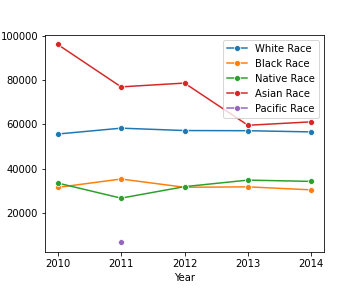 100000
80000
60000
40000
20000
White Race
Black Race
Native Race
Asian Race
Pacific Race
2010 2011 2012 2013 2014
Year